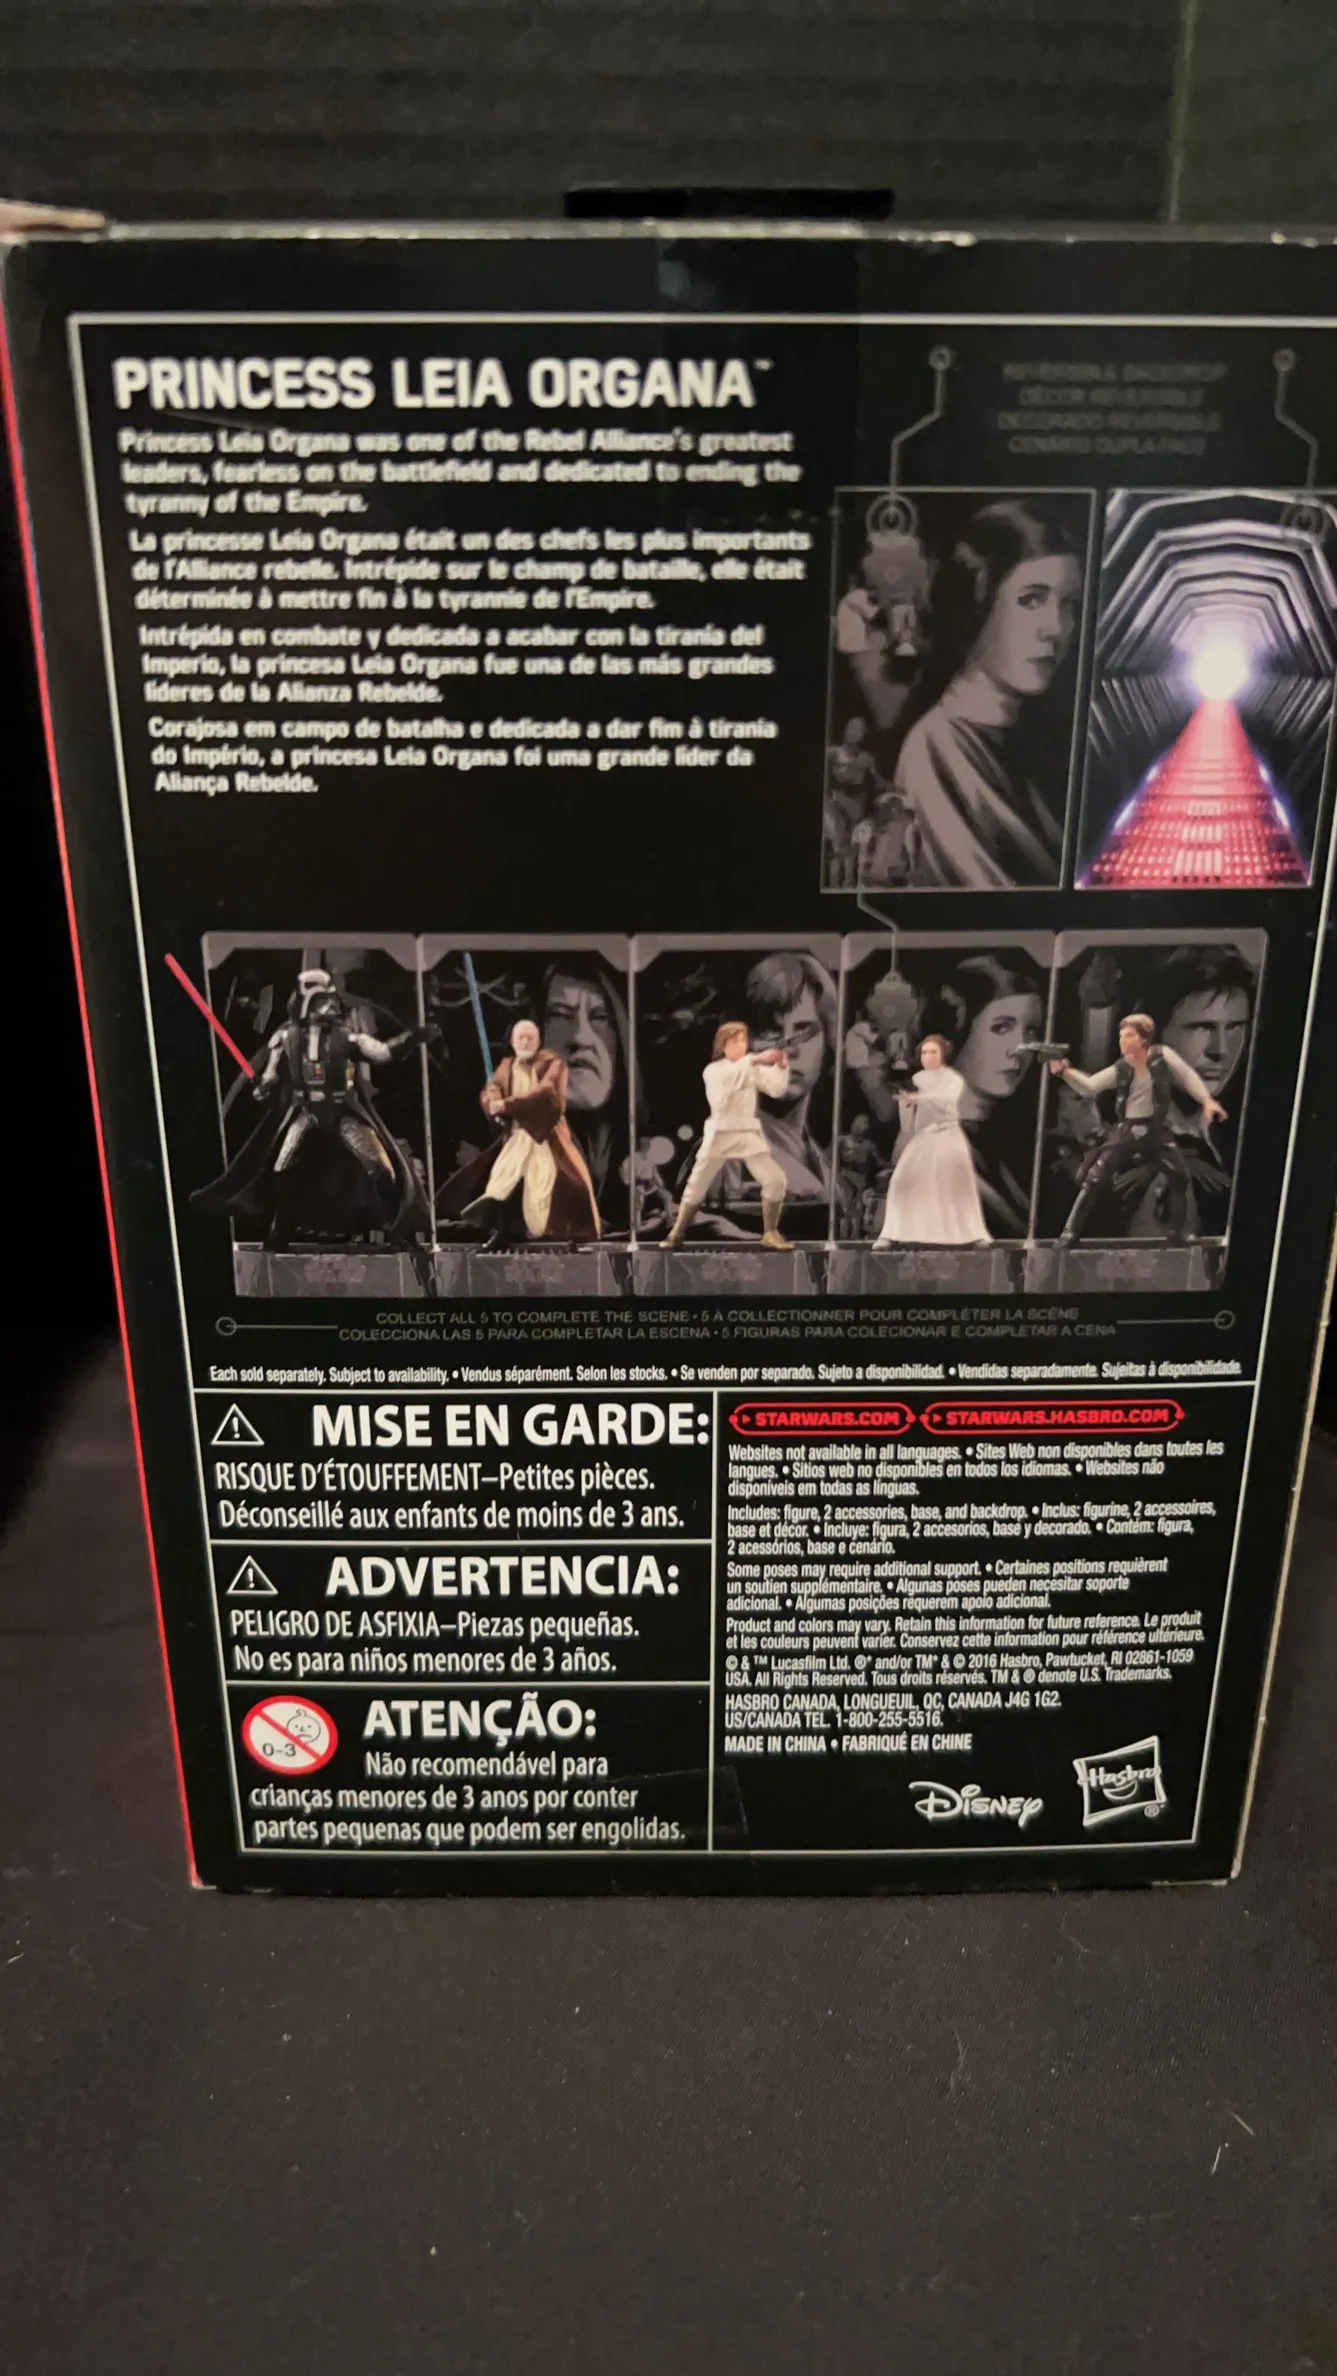 PRINCESS LEIA ORGANA™
Princess Leia Organa was one of the Rebel Alliance's greatest
leaders, fearless on the battlefield and dedicated to ending the
tyranny of the Empire.
La princesse Leia Organa était un des chefs les plus importants
de l'Alliance rebelle. Intrépide sur le champ de bataille, elle était
déterminée à mettre fin à la tyrannie de l'Empire.
Intrépida en combate y dedicada a acabar con la tiranía del
Imperio, la princesa Leia Organa fue una de las más grandes
líderes de la Alianza Rebelde.
Corajosa em campo de batalha e dedicada a dar fim à tirania
do Império, a princesa Leia Organa foi uma grande líder da
Aliança Rebelde.
REVERSIBLE BACKDROP
DÉCOR RÉVERSIBLE
DECORADO REVERSIBLE
CENÁRIO DUPLA FACE
COLLECT ALL 5 TO COMPLETE THE SCENE • 5 À COLLECTIONNER POUR COMPLÉTER LA SCÈNE
COLECCIONA LAS 5 PARA COMPLETAR LA ESCENA • 5 FIGURAS PARA COLECIONAR E COMPLETAR A CENA
Each sold separately. Subject to availability. • Vendus séparément. Selon les stocks. • Se venden por separado. Sujeto a disponibilidad. • Vendidas separadamente. Sujeitas à disponibilidade.
MISE EN GARDE:
RISQUE D'ÉTOUFFEMENT–Petites pièces.
Déconseillé aux enfants de moins de 3 ans.
ADVERTENCIA:
PELIGRO DE ASFIXIA–Piezas pequeñas.
No es para niños menores de 3 años.
0-3
ATENÇÃO:
Não recomendável para
crianças menores de 3 anos por conter
partes pequenas que podem ser engolidas.
STARWARS.COM STARWARS.HASBRO.COM
Websites not available in all languages. • Sites Web non disponibles dans toutes les
langues. • Sitios web no disponibles en todos los idiomas. • Websites não
disponíveis em todas as línguas.
Includes: figure, 2 accessories, base, and backdrop. • Inclus: figurine, 2 accessoires,
base et décor. • Incluye: figura, 2 accesorios, base y decorado. • Contém: figura,
2 acessórios, base e cenário.
Some poses may require additional support. • Certaines positions requièrent
un soutien supplémentaire. • Algunas poses pueden necesitar soporte
adicional. • Algumas posições requerem apoio adicional.
Product and colors may vary. Retain this information for future reference. Le produit
et les couleurs peuvent varier. Conservez cette information pour référence ultérieure.
© & ™ Lucasfilm Ltd. ®* and/or TM* & © 2016 Hasbro, Pawtucket, RI 02861-1059
USA. All Rights Reserved. Tous droits réservés. TM & ® denote U.S. Trademarks.
HASBRO CANADA, LONGUEUIL, QC, CANADA J4G 1G2.
US/CANADA TEL. 1-800-255-5516.
MADE IN CHINA • FABRIQUÉ EN CHINE
Disney
Hasbro
®